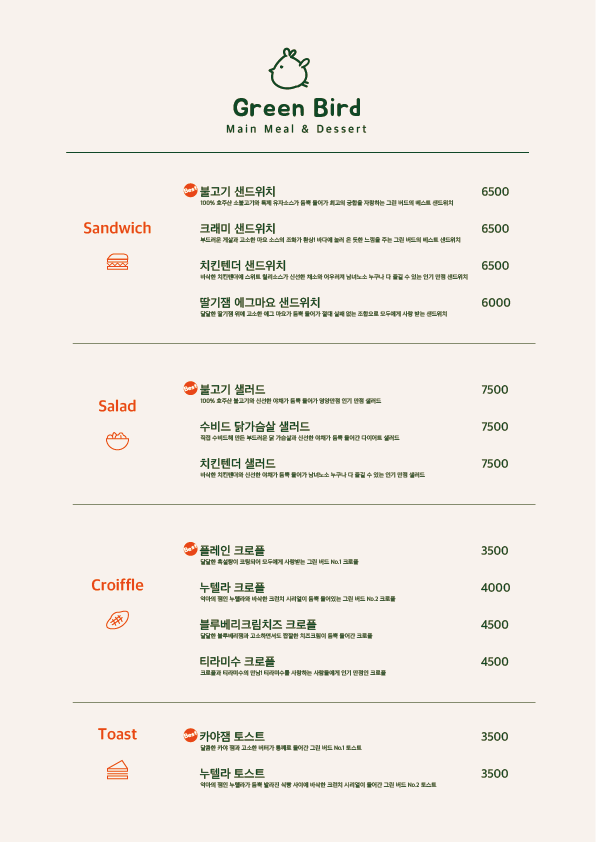 Green Bird
Main Meal & Dessert
Sandwich
Best
불고기 샌드위치 6500
100% 호주산 소불고기와 특제 유자소스가 듬뿍 들어가 최고의 궁합을 자랑하는 그린 버드의 베스트 샌드위치
크래미 샌드위치 6500
부드러운 게살과 고소한 마요 소스의 조화가 환상! 바다에 놀러 온 듯한 느낌을 주는 그린 버드의 베스트 샌드위치
치킨텐더 샌드위치 6500
바삭한 치킨텐더에 스위트 칠리소스가 신선한 채소와 어우러져 남녀노소 누구나 다 즐길 수 있는 인기 만점 샌드위치
딸기잼 에그마요 샌드위치 6000
달달한 딸기잼 위에 고소한 에그 마요가 듬뿍 들어가 절대 실패 없는 조합으로 모두에게 사랑 받는 샌드위치
Salad
Best
불고기 샐러드 7500
100% 호주산 불고기와 신선한 야채가 듬뿍 들어가 영양만점 인기 만점 샐러드
수비드 닭가슴살 샐러드 7500
직접 수비드해 만든 부드러운 닭 가슴살과 신선한 야채가 듬뿍 들어간 다이어트 샐러드
치킨텐더 샐러드 7500
바삭한 치킨텐더와 신선한 야채가 듬뿍 들어가 남녀노소 누구나 다 즐길 수 있는 인기 만점 샐러드
Croiffle
Best
플레인 크로플 3500
달달한 흑설탕이 코팅되어 모두에게 사랑받는 그린 버드 No.1 크로플
누텔라 크로플 4000
악마의 잼인 누텔라와 바삭한 크런치 시리얼이 듬뿍 들어있는 그린 버드 No.2 크로플
블루베리크림치즈 크로플 4500
달달한 블루베리잼과 고소하면서도 짭짤한 치즈크림이 듬뿍 들어간 크로플
티라미수 크로플 4500
크로플과 티라미수의 만남! 티라미수를 사랑하는 사람들에게 인기 만점인 크로플
Toast
Best
카야잼 토스트 3500
달콤한 카야 잼과 고소한 버터가 통째로 들어간 그린 버드 No.1 토스트
누텔라 토스트 3500
악마의 잼인 누텔라가 듬뿍 발라진 식빵 사이에 바삭한 크런치 시리얼이 들어간 그린 버드 No.2 토스트